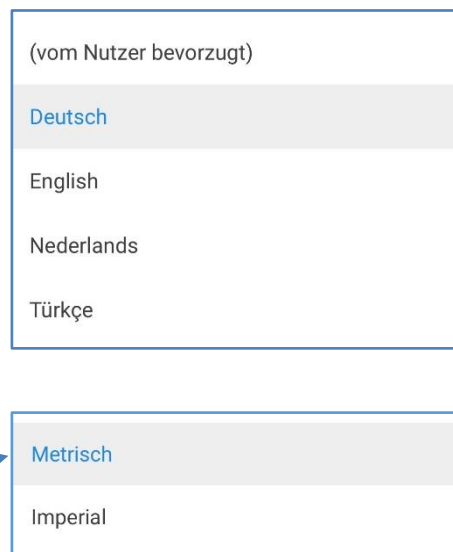 (vom Nutzer bevorzugt)
Deutsch
English
Nederlands
Türkçe
Metrisch
Imperial